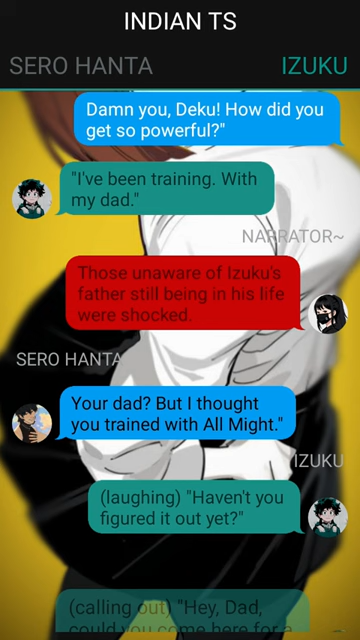 INDIAN TS
SERO HANTA
IZUKU
Damn you, Deku! How did you
get so powerful?"
"I've been training. With
my dad."
NARRATOR~
Those unaware of Izuku's
father still being in his life
were shocked.
SERO HANTA
Your dad? But I thought
you trained with All Might."
IZUKU
(laughing) "Haven't you
figured it out yet?"
(calling out) "Hey, Dad,
could you come here for a